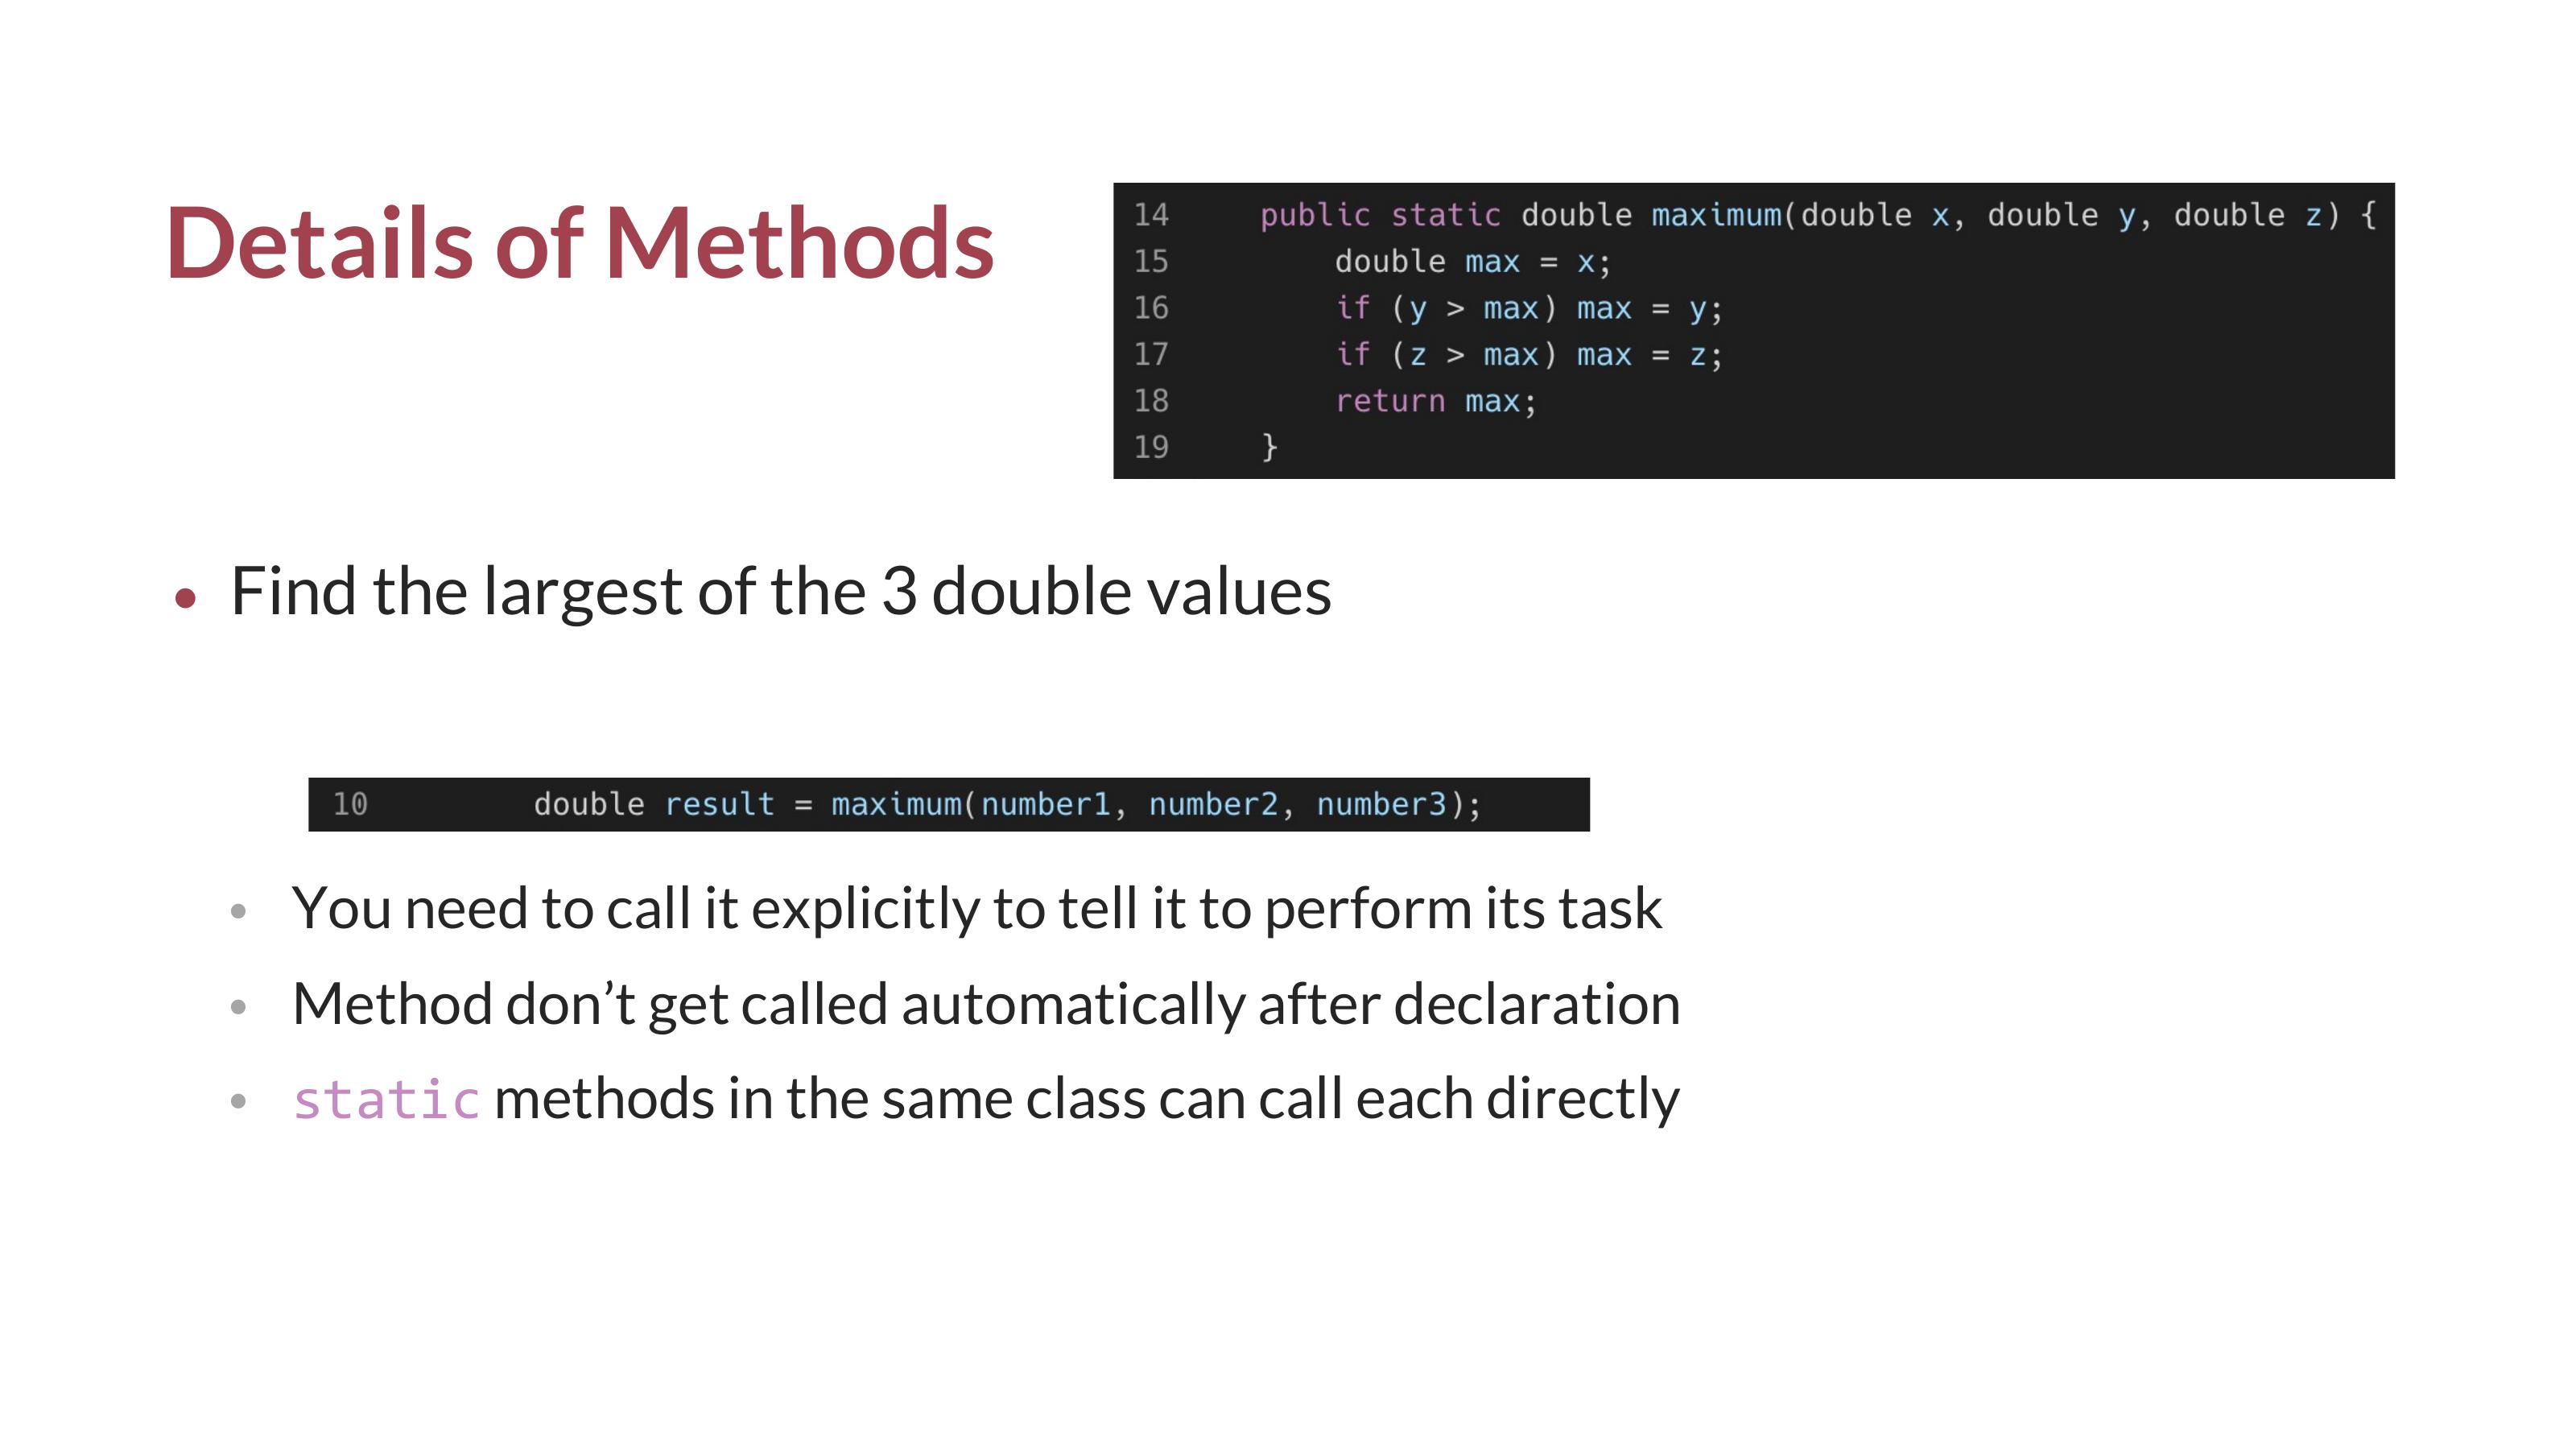 Details of Methods
14 public static double maximum(double x, double y, double z) {
15 double max = x;
16 if (y > max) max = y;
17 if (z > max) max = z;
18 return max;
19 }
• Find the largest of the 3 double values
10 double result = maximum(number1, number2, number3);
• You need to call it explicitly to tell it to perform its task
• Method don’t get called automatically after declaration
• static methods in the same class can call each directly